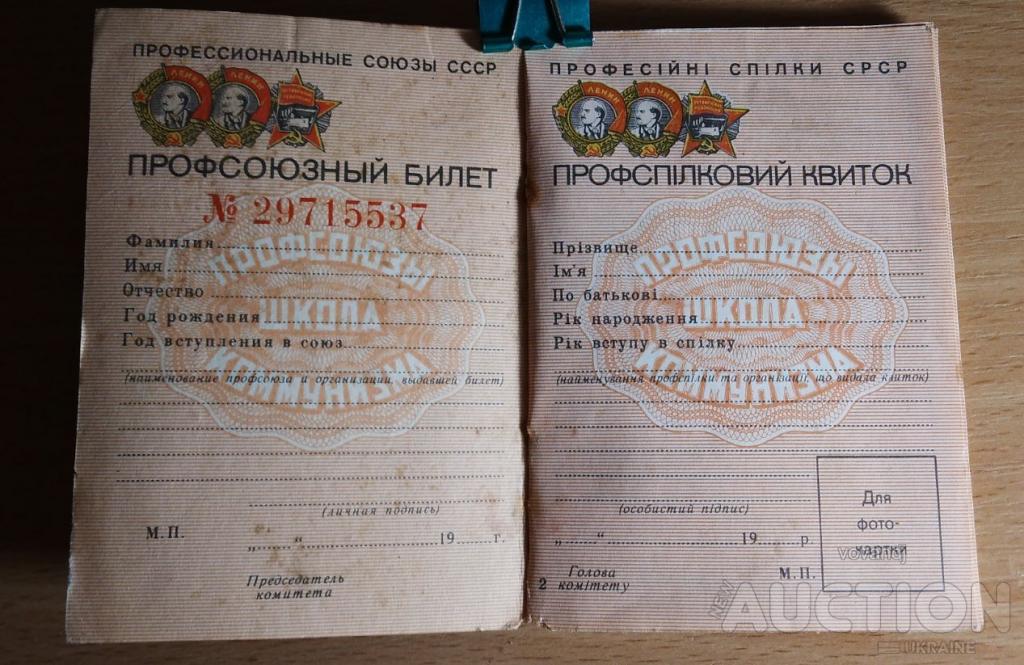 ПРОФЕССИОНАЛЬНЫЕ СОЮЗЫ СССР
ЛЕНИН ЛЕНИН
ПРОФСОЮЗНЫЙ БИЛЕТ
№ 29715537
ПРОФСОЮЗЫ
ШКОЛА
КОММУНИЗМА
Фамилия
Имя
Отчество
Год рождения
Год вступления в союз
(наименование профсоюза и организации, выдавшей билет)
(личная подпись)
М.П. „ “ 19 г.
Председатель
комитета
ПРОФЕСІЙНІ СПІЛКИ СРСР
ЛЕНИН ЛЕНИН
ПРОФСПІЛКОВИЙ КВИТОК
ПРОФСОЮЗЫ
ШКОЛА
КОММУНИЗМА
Прізвище
Ім'я
По батькові
Рік народження
Рік вступу в спілку
(найменування профспілки та організації, що видала квиток)
(особистий підпис)
„ “ 19 р.
Для
фото-
картки
2 Голова
комітету
М.П.
vovanoj
NEW
AUCTION
UKRAINE